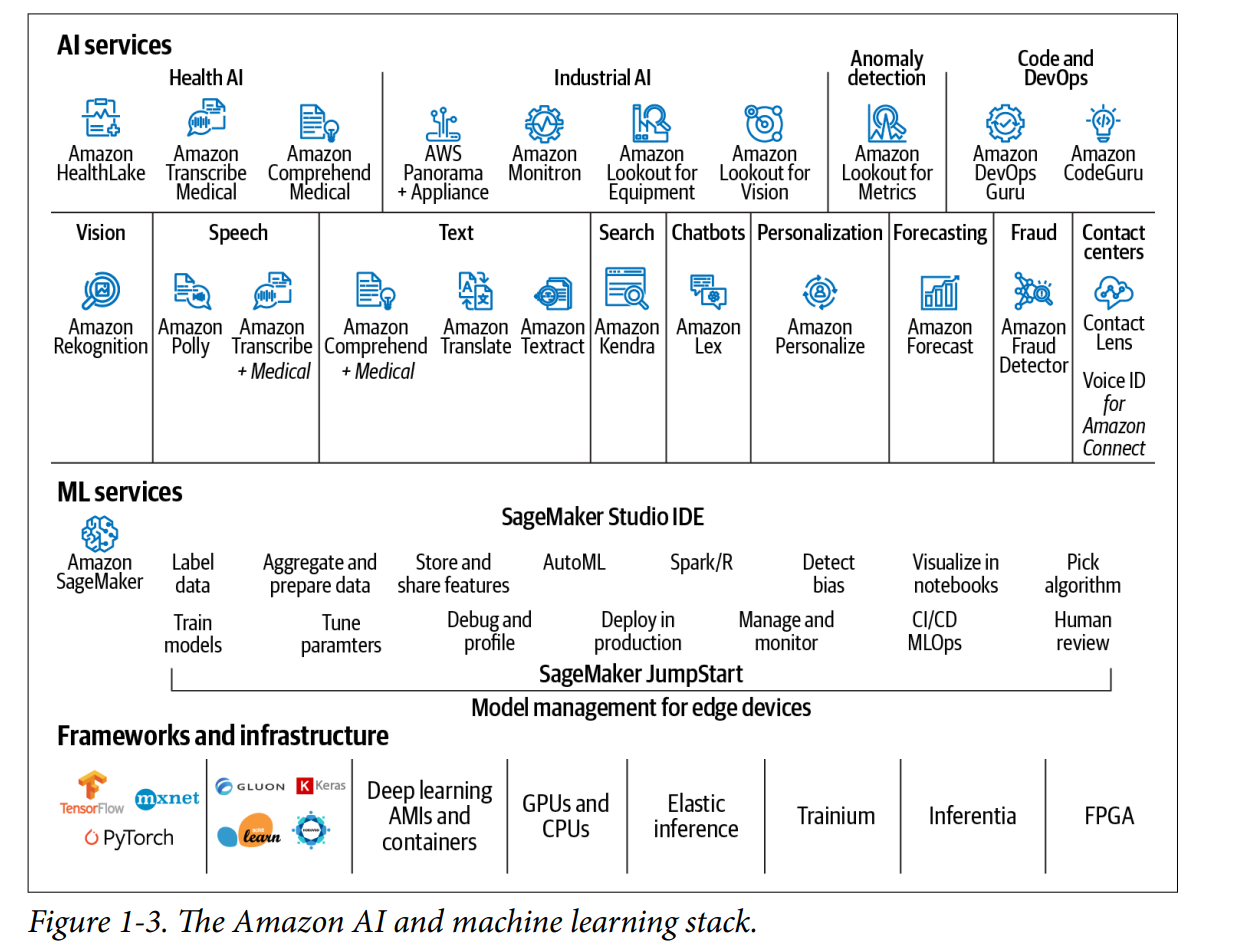 AI services
Health AI
Industrial AI
Anomaly
detection
Code and
DevOps
Amazon
HealthLake
Amazon
Transcribe
Medical
Amazon
Comprehend
Medical
AWS
Panorama
+ Appliance
Amazon
Monitron
Amazon
Lookout for
Equipment
Amazon
Lookout for
Vision
Amazon
Lookout for
Metrics
Amazon
DevOps
Guru
Amazon
CodeGuru
Vision
Speech
Text
Search
Chatbots
Personalization
Forecasting
Fraud
Contact
centers
Amazon
Rekognition
Amazon
Polly
Amazon
Transcribe
+ Medical
Amazon
Comprehend
+ Medical
Amazon
Translate
Amazon
Textract
Amazon
Kendra
Amazon
Lex
Amazon
Personalize
Amazon
Forecast
Amazon
Fraud
Detector
Contact
Lens
Voice ID
for
Amazon
Connect
ML services
SageMaker Studio IDE
Amazon
SageMaker
Label
data
Aggregate and
prepare data
Store and
share features
AutoML
Spark/R
Detect
bias
Visualize in
notebooks
Pick
algorithm
Train
models
Tune
paramters
Debug and
profile
Deploy in
production
Manage and
monitor
CI/CD
MLOps
Human
review
SageMaker JumpStart
Model management for edge devices
Frameworks and infrastructure
TensorFlow
mxnet
PyTorch
GLUON
K Keras
learn
Deep learning
AMIs and
containers
GPUs and
CPUs
Elastic
inference
Trainium
Inferentia
FPGA
Figure 1-3. The Amazon AI and machine learning stack.